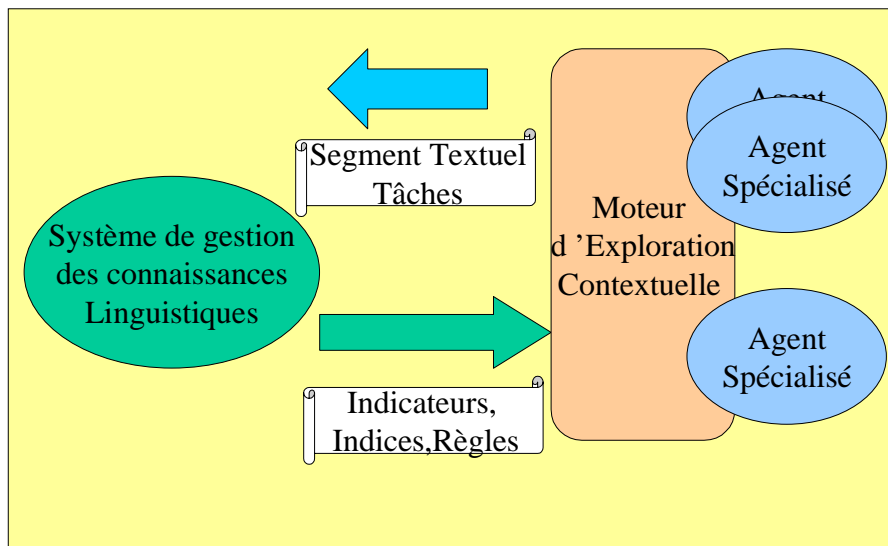 Segment Textuel
Tâches
Système de gestion
des connaissances
Linguistiques
Indicateurs,
Indices,Règles
Moteur
d ’Exploration
Contextuelle
Agent
Agent
Spécialisé
Agent
Spécialisé